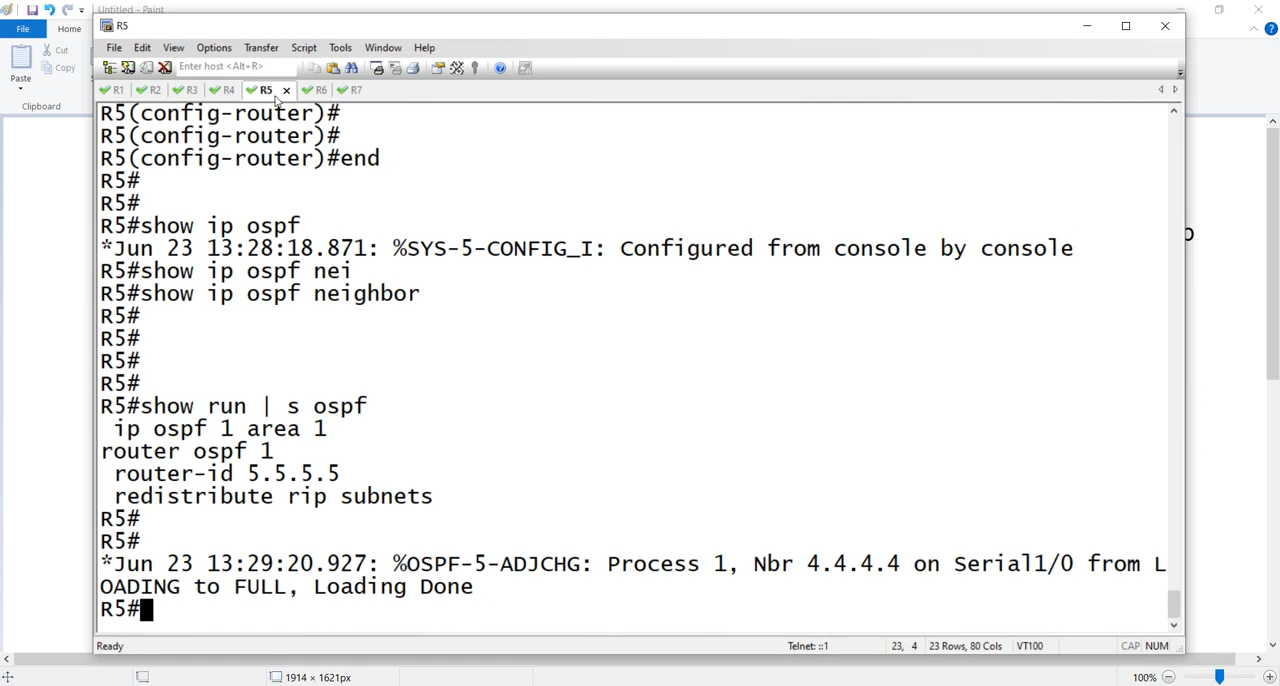 Untitled - Paint
File
Home
Cut
Copy
Paste
Clipboard
R5
File Edit View Options Transfer Script Tools Window Help
Enter host <Alt+R>
R1 R2 R3 R4 R5 R6 R7
R5(config-router)#
R5(config-router)#
R5(config-router)#end
R5#
R5#
R5#show ip ospf
*Jun 23 13:28:18.871: %SYS-5-CONFIG_I: Configured from console by console
R5#show ip ospf nei
R5#show ip ospf neighbor
R5#
R5#
R5#
R5#
R5#show run | s ospf
ip ospf 1 area 1
router ospf 1
router-id 5.5.5.5
redistribute rip subnets
R5#
R5#
*Jun 23 13:29:20.927: %OSPF-5-ADJCHG: Process 1, Nbr 4.4.4.4 on Serial1/0 from L
OADING to FULL, Loading Done
R5#
Ready Telnet: ::1 23, 4 23 Rows, 80 Cols VT100 CAP NUM
1914 × 1621px 100%